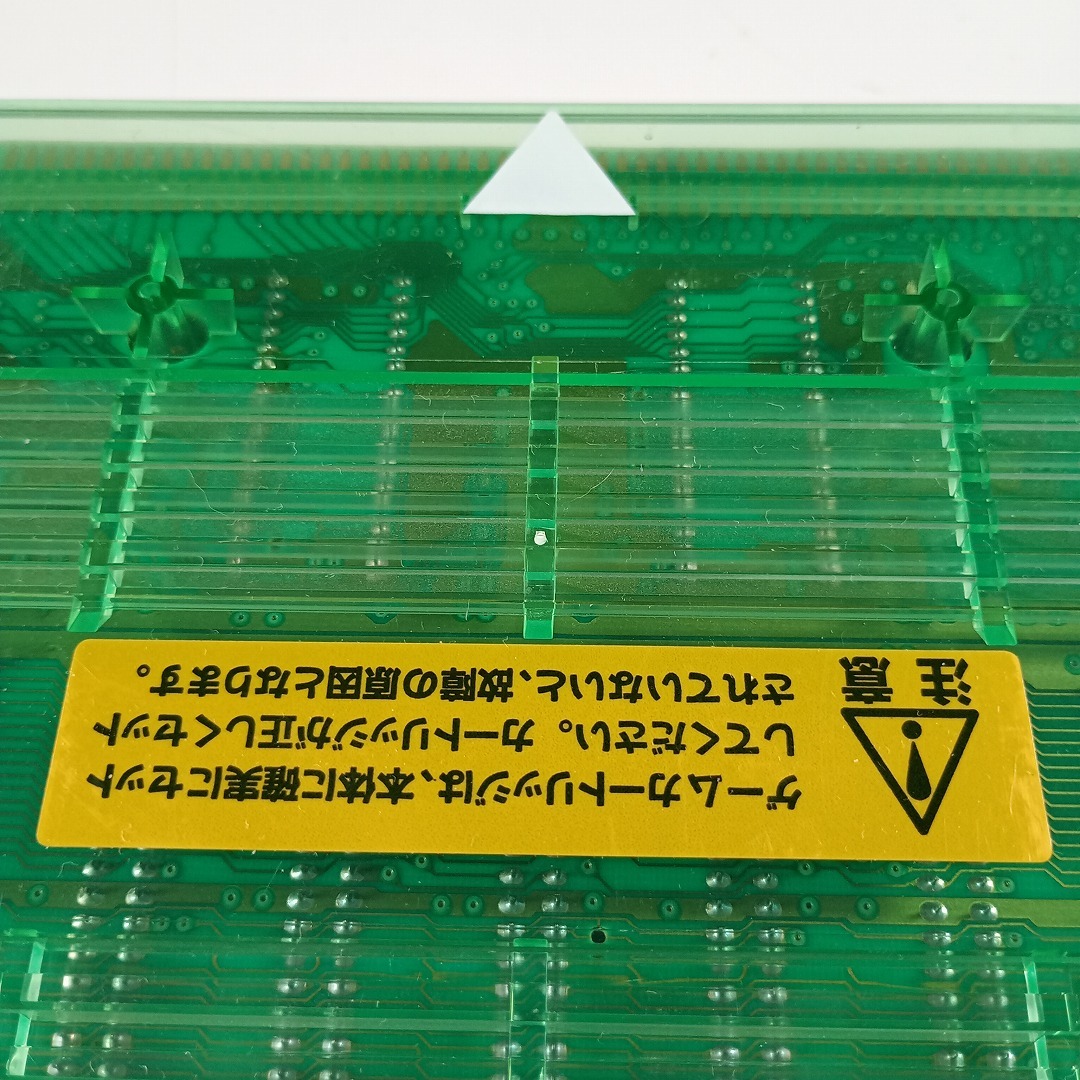 注意
ゲームカートリッジは、本体に確実にセット
してください。カートリッジが正しくセット
されていないと、故障の原因となります。